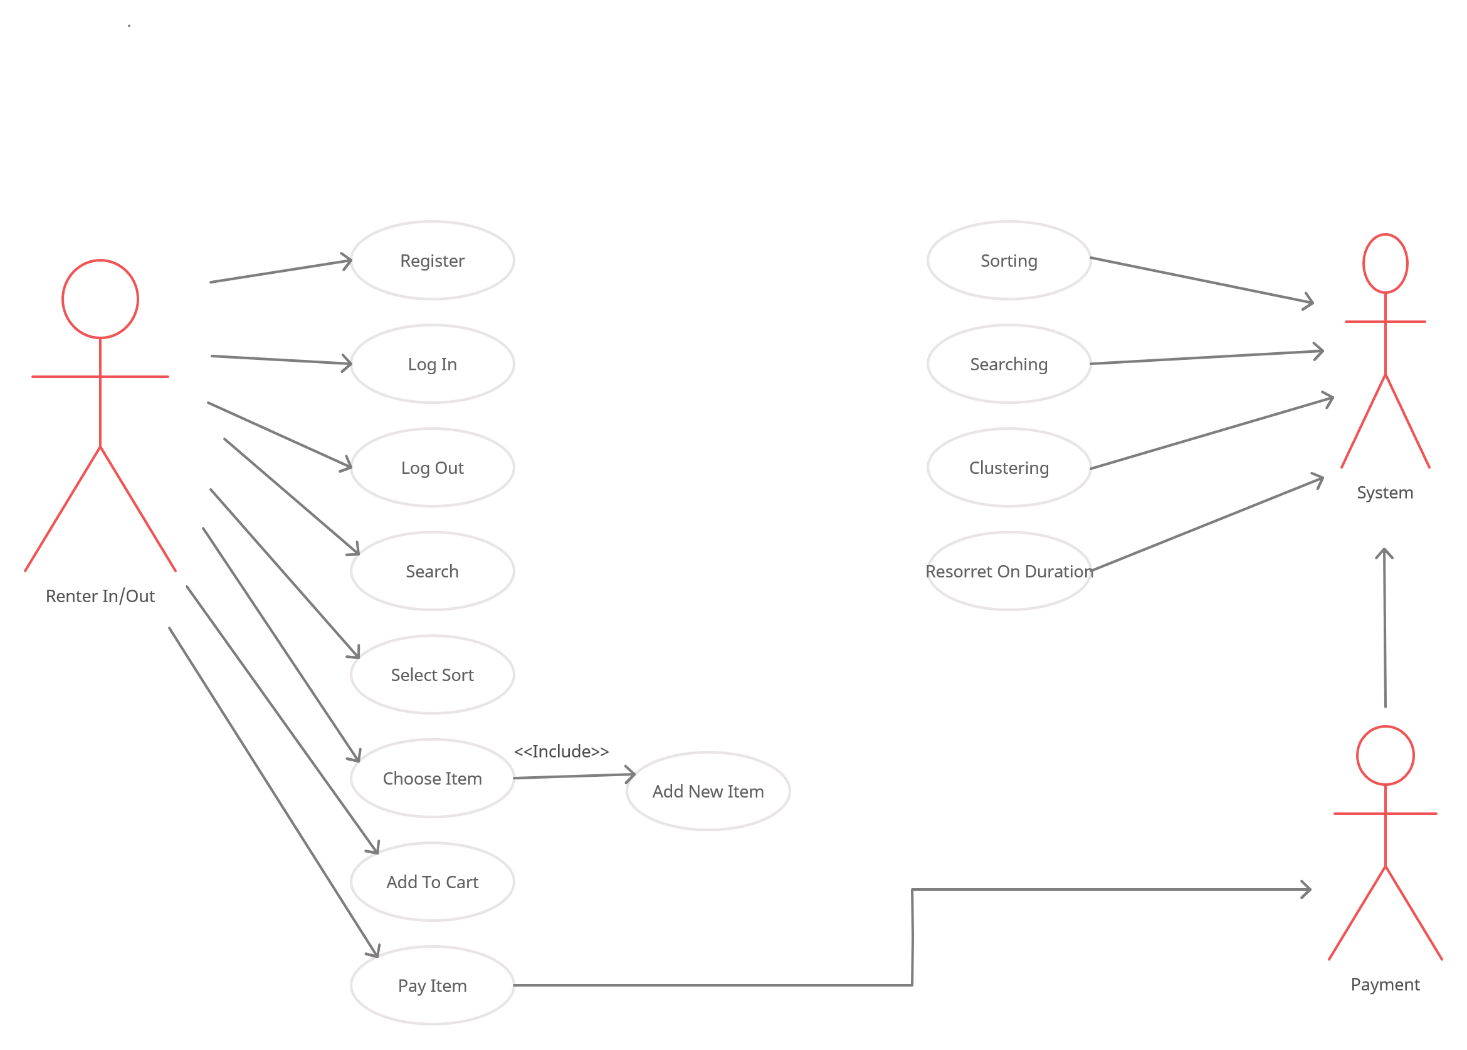 Register
Sorting
Log In
Searching
Log Out
Clustering
System
Search
Resorret On Duration
Renter In/Out
Select Sort
<<Include>>
Choose Item
Add New Item
Add To Cart
Pay Item
Payment